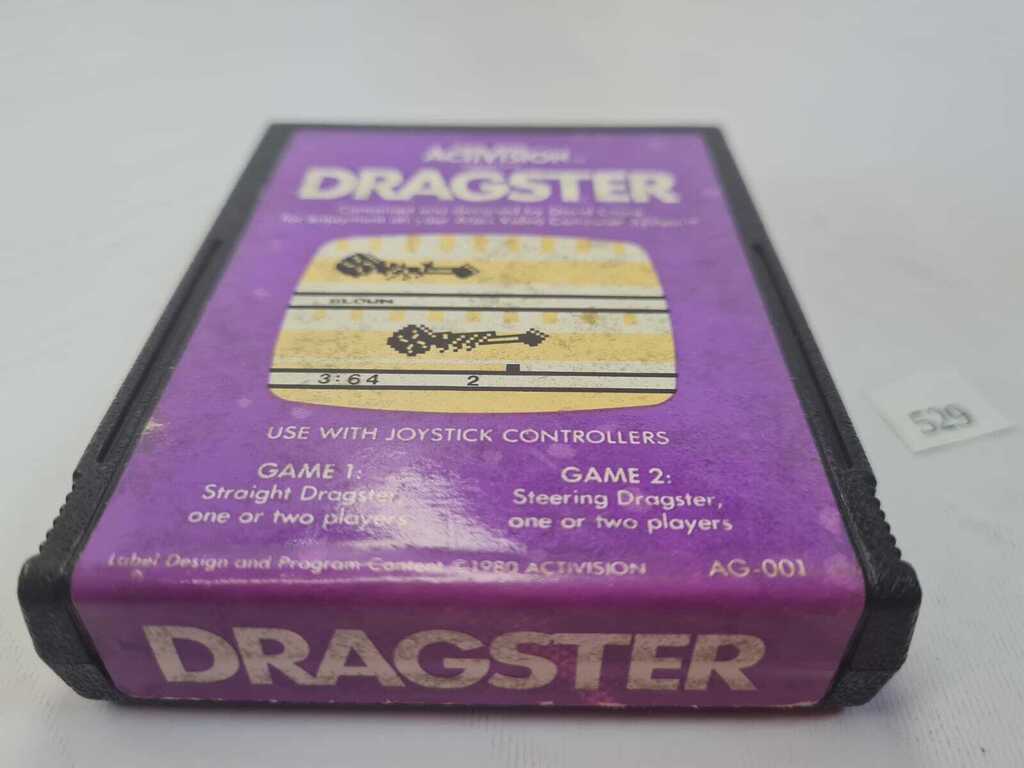 ACTIVISION
DRAGSTER
BLOWN
3:64 2
USE WITH JOYSTICK CONTROLLERS
GAME 1:
Straight Dragster,
one or two players
GAME 2:
Steering Dragster,
one or two players
Label Design and Program Content ©1980 ACTIVISION AG-001
DRAGSTER
529